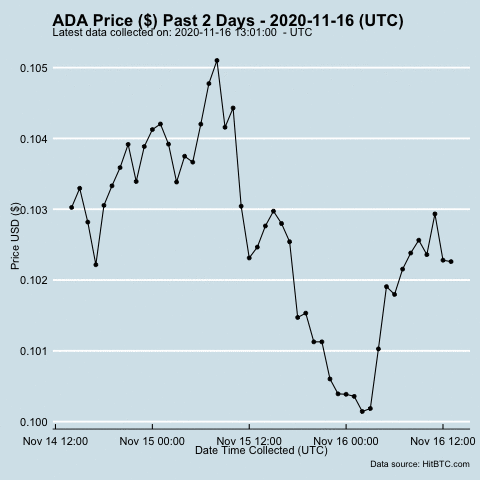 ADA Price ($) Past 2 Days - 2020-11-16 (UTC)
Latest data collected on: 2020-11-16 13:01:00 - UTC
0.105
0.104
0.103
0.102
0.101
0.100
Price USD ($)
Nov 14 12:00 Nov 15 00:00 Nov 15 12:00 Nov 16 00:00 Nov 16 12:00
Date Time Collected (UTC)
Data source: HitBTC.com